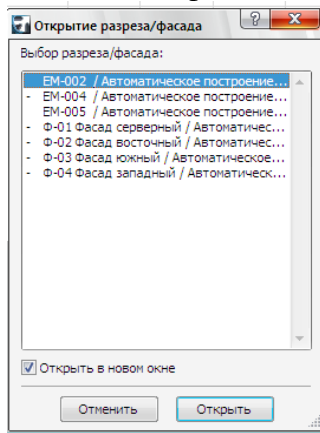 Открытие разреза/фасада
Выбор разреза/фасада:
EM-002 / Автоматическое построение...
- EM-004 / Автоматическое построение...
EM-005 / Автоматическое построение...
- Ф-01 Фасад серверный / Автоматичес...
- Ф-02 Фасад восточный / Автоматичес...
- Ф-03 Фасад южный / Автоматическое...
- Ф-04 Фасад западный / Автоматическ...
Открыть в новом окне
Отменить Открыть